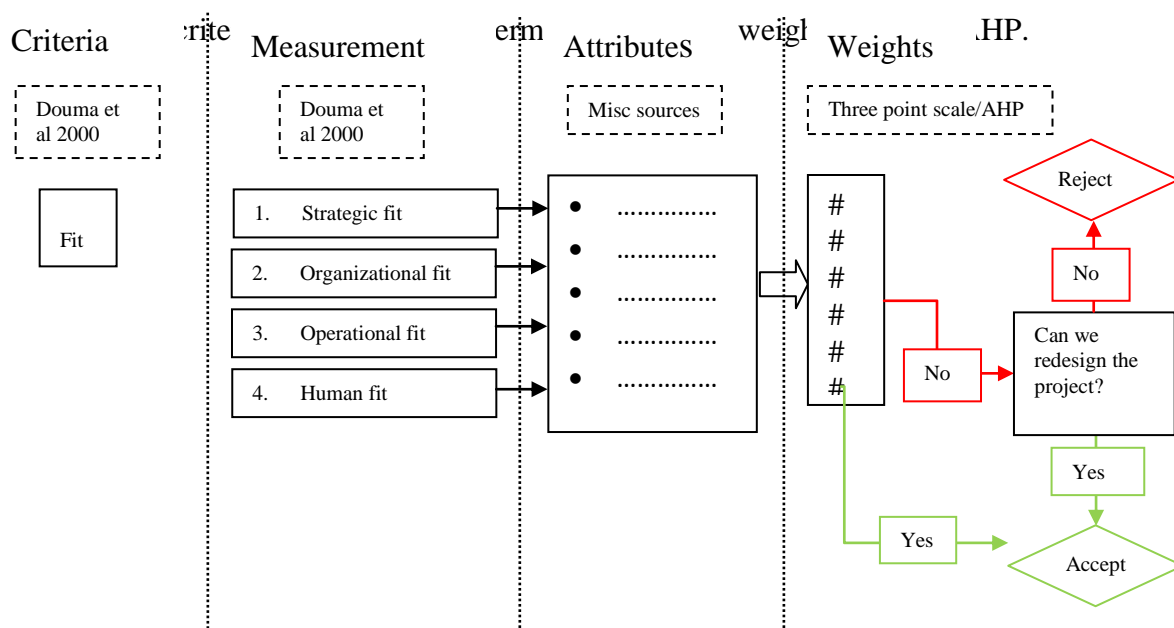 Criteria
Measurement
Attributes
Weights
AHP.
Douma et
al 2000
Douma et
al 2000
Misc sources
Three point scale/AHP
Fit
1. Strategic fit
2. Organizational fit
3. Operational fit
4. Human fit
• ……………
• ……………
• ……………
• ……………
• ……………
#
#
#
#
#
#
Reject
No
No
Can we
redesign the
project?
Yes
Yes
Accept